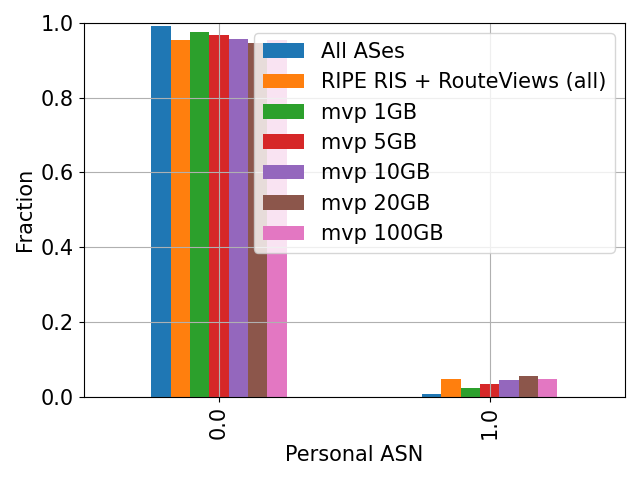 1.0
0.8
0.6
0.4
0.2
0.0
Fraction
All ASes
RIPE RIS + RouteViews (all)
mvp 1GB
mvp 5GB
mvp 10GB
mvp 20GB
mvp 100GB
0.0
1.0
Personal ASN